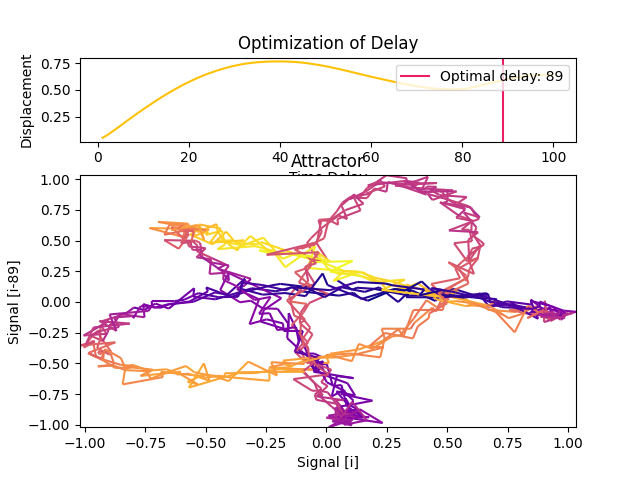 Optimization of Delay
Displacement
0.75
0.50
0.25
Optimal delay: 89
0 20 40 60 80 100
Time Delay
Attractor
Signal [i-89]
1.00
0.75
0.50
0.25
0.00
−0.25
−0.50
−0.75
−1.00
−1.00 −0.75 −0.50 −0.25 0.00 0.25 0.50 0.75 1.00
Signal [i]